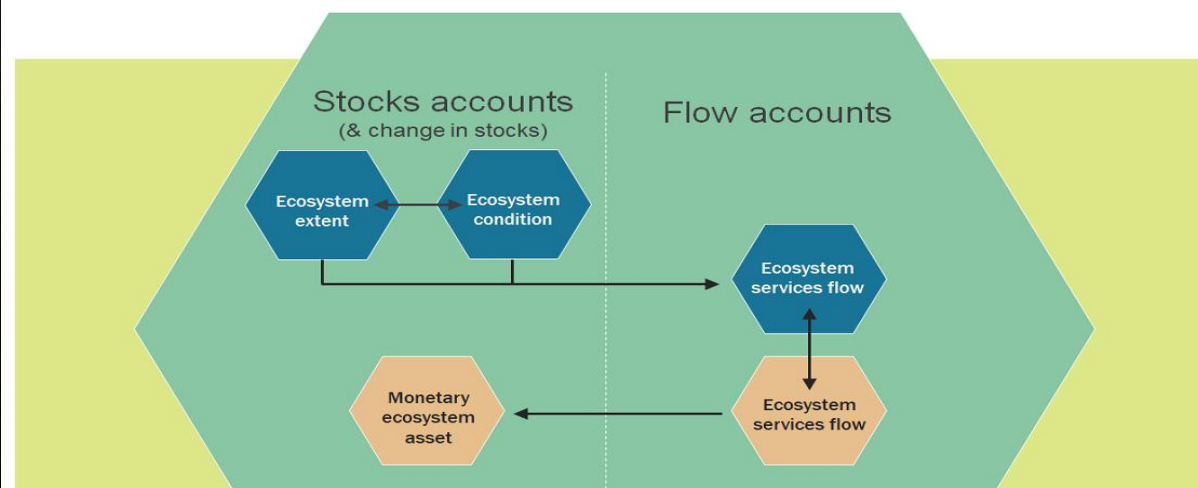 Stocks accounts
(& change in stocks)
Flow accounts
Ecosystem
extent
Ecosystem
condition
Ecosystem
services flow
Monetary
ecosystem
asset
Ecosystem
services flow